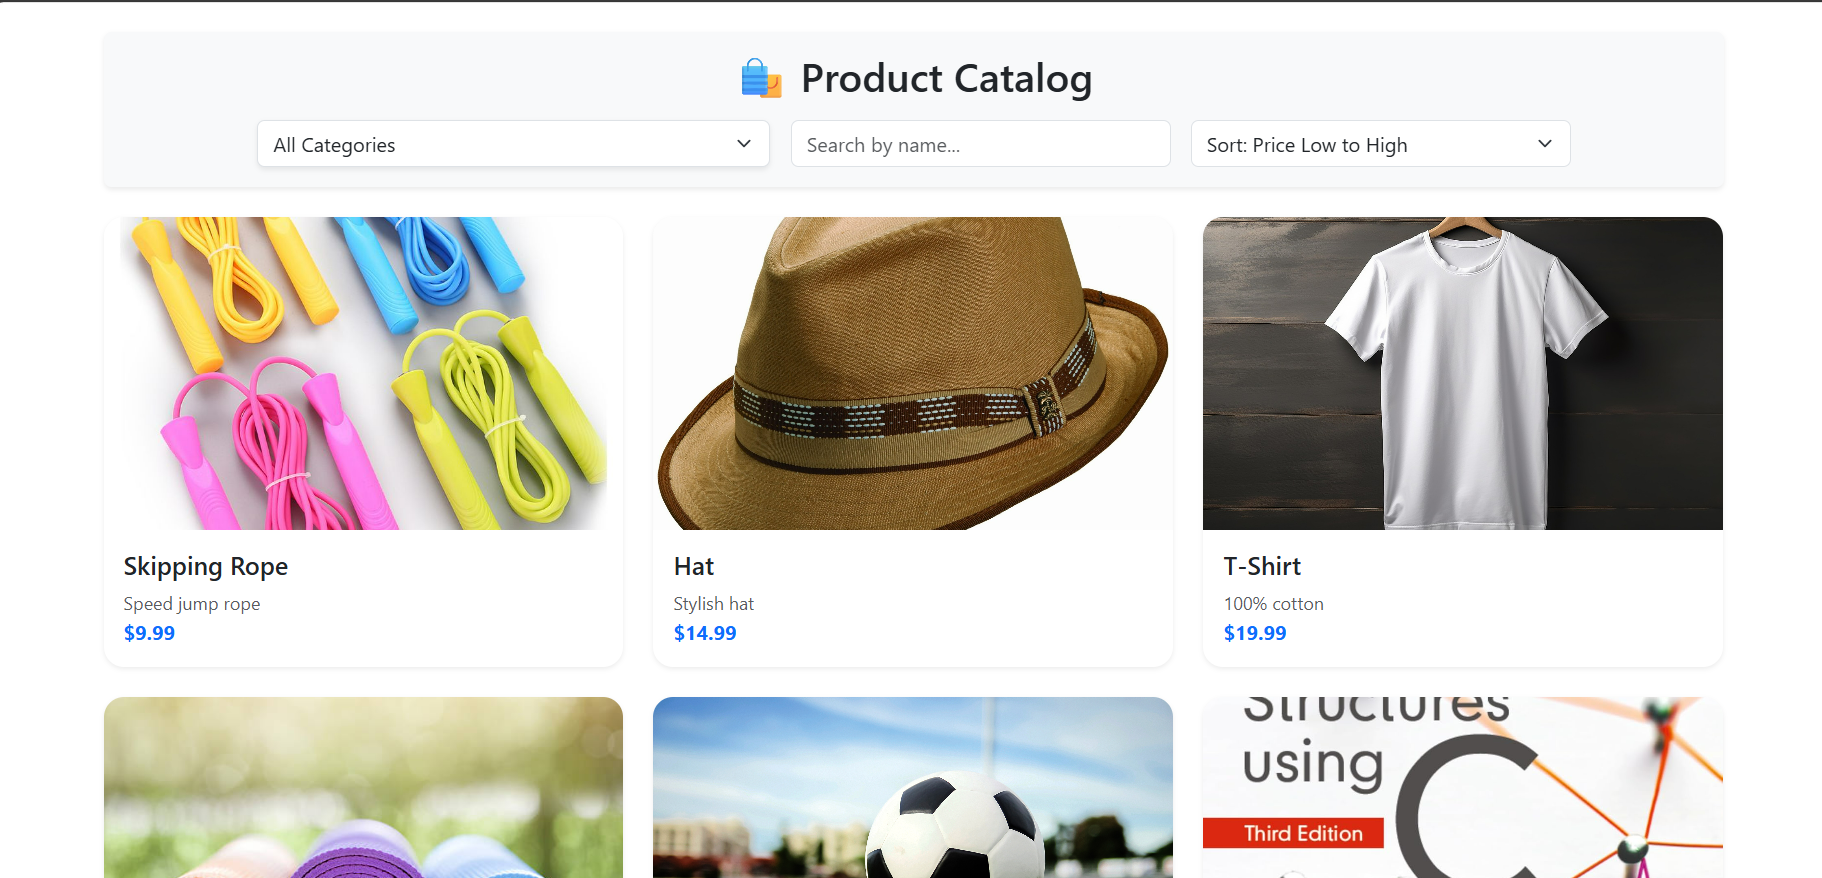 Product Catalog
All Categories
Search by name...
Sort: Price Low to High
Skipping Rope
Speed jump rope
$9.99
Hat
Stylish hat
$14.99
T-Shirt
100% cotton
$19.99
Structures
using
C
Third Edition